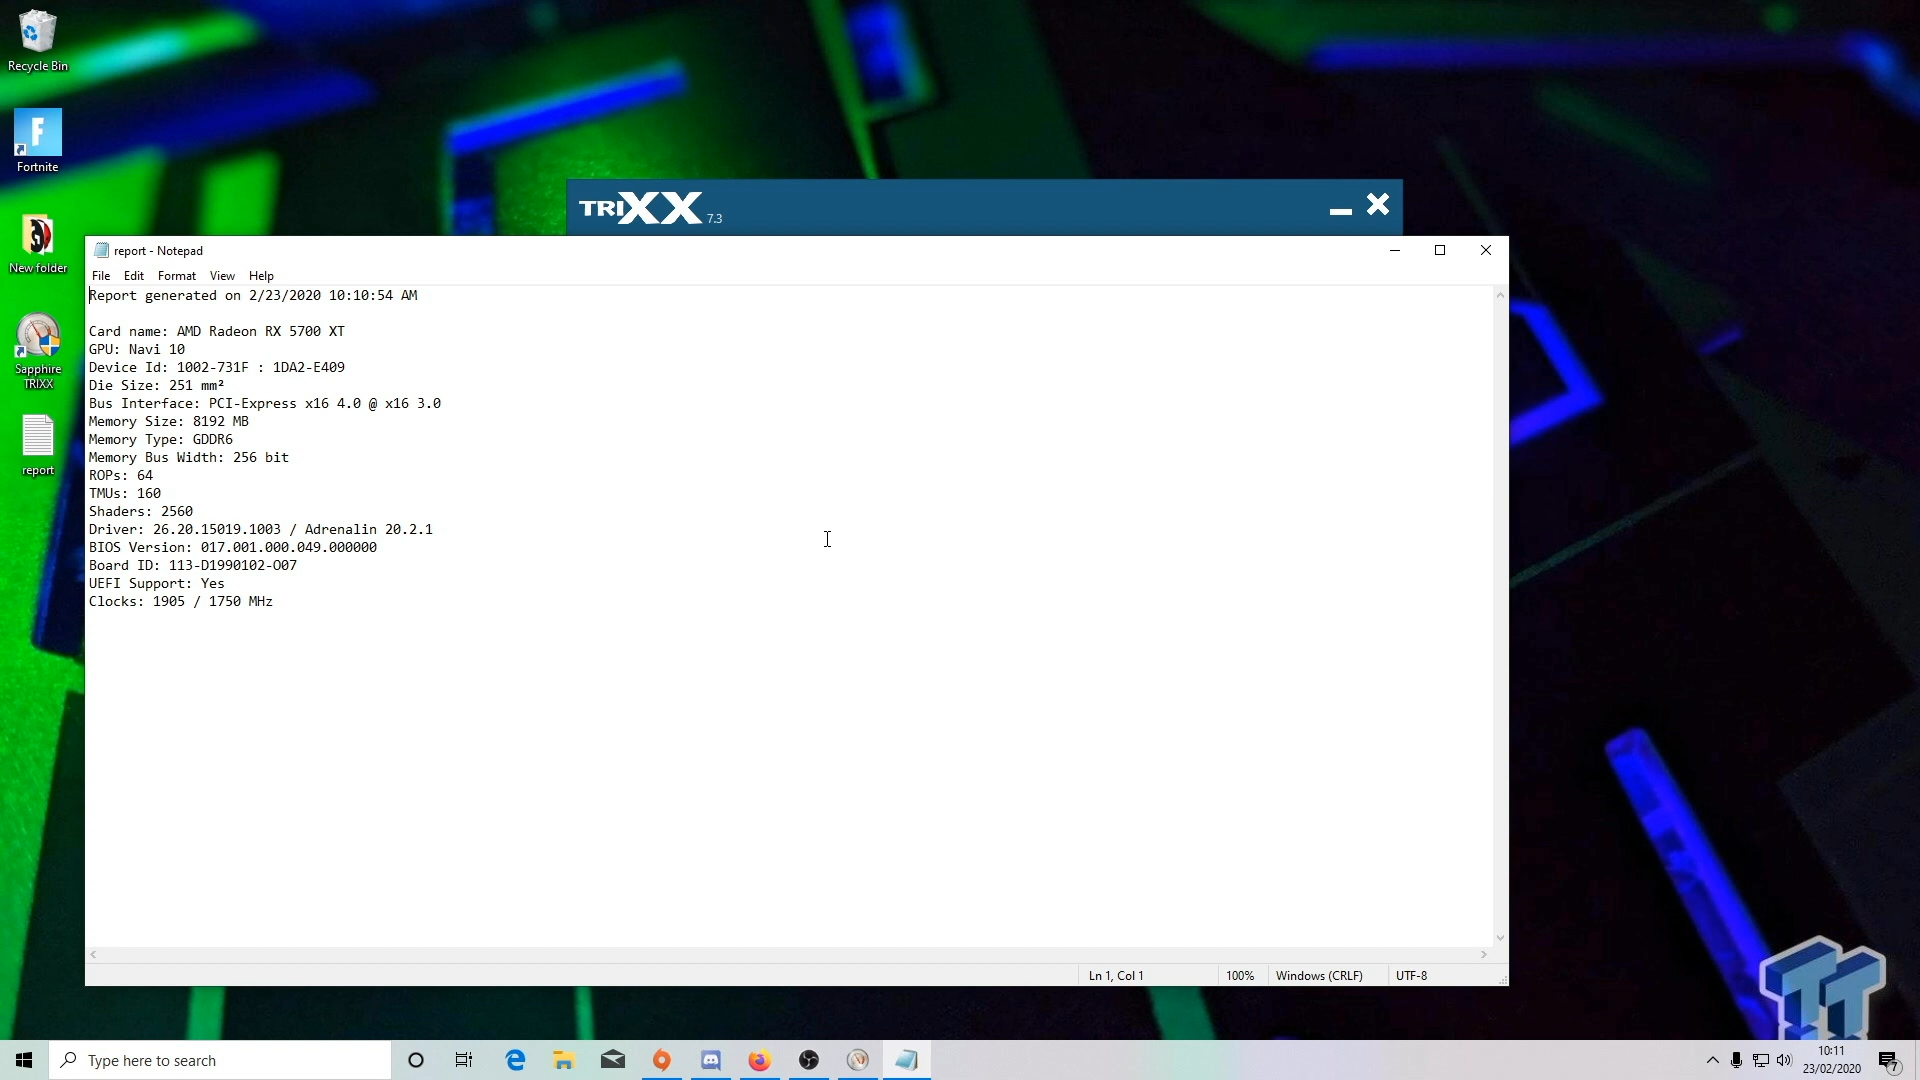 Recycle Bin
Fortnite
New folder
Sapphire
TRIXX
report
TRIXX 7.3
report - Notepad
File Edit Format View Help
Report generated on 2/23/2020 10:10:54 AM
Card name: AMD Radeon RX 5700 XT
GPU: Navi 10
Device Id: 1002-731F : 1DA2-E409
Die Size: 251 mm²
Bus Interface: PCI-Express x16 4.0 @ x16 3.0
Memory Size: 8192 MB
Memory Type: GDDR6
Memory Bus Width: 256 bit
ROPs: 64
TMUs: 160
Shaders: 2560
Driver: 26.20.15019.1003 / Adrenalin 20.2.1
BIOS Version: 017.001.000.049.000000
Board ID: 113-D1990102-O07
UEFI Support: Yes
Clocks: 1905 / 1750 MHz
Ln 1, Col 1 100% Windows (CRLF) UTF-8
TT
Type here to search
10:11
23/02/2020
7